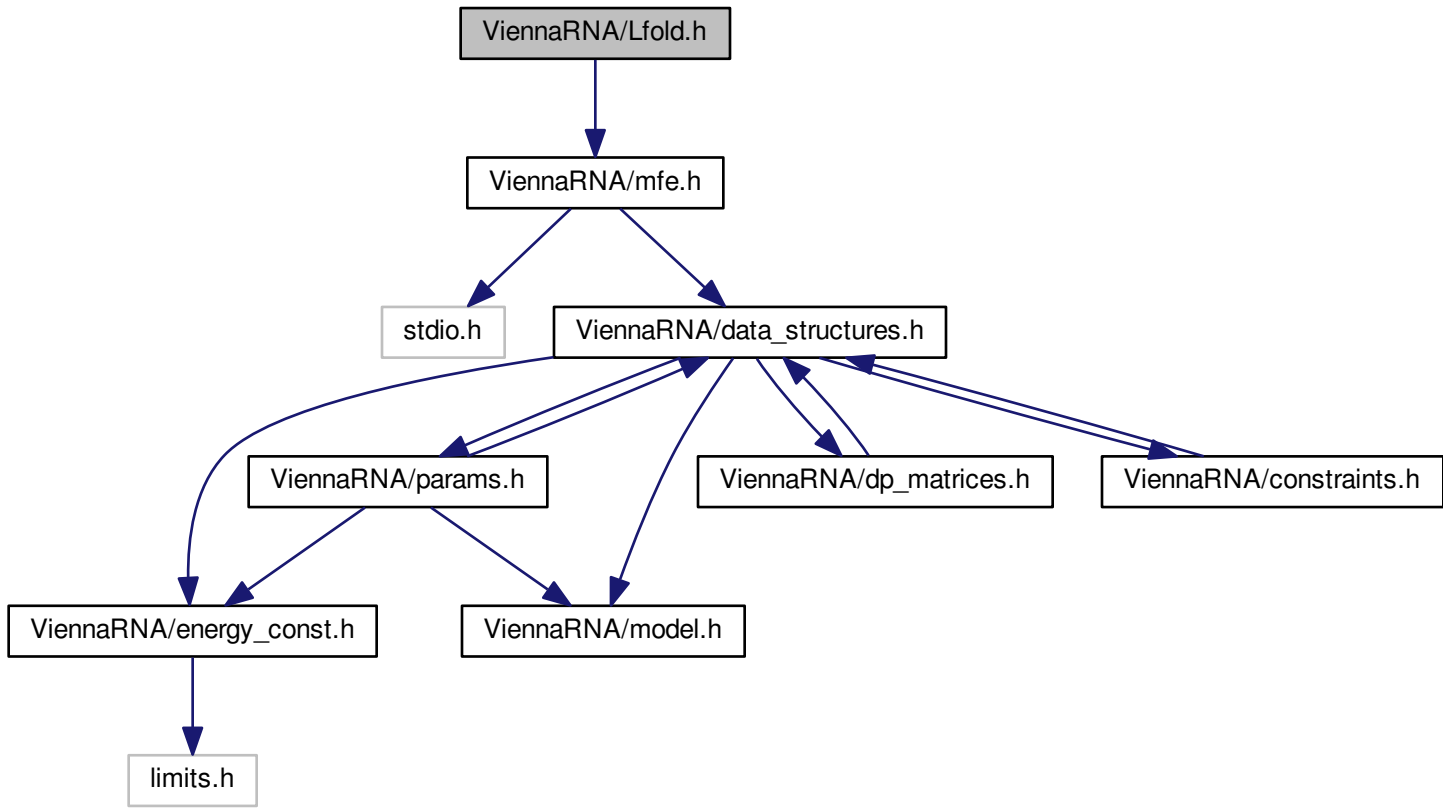 ViennaRNA/Lfold.h
ViennaRNA/mfe.h
stdio.h
ViennaRNA/data_structures.h
ViennaRNA/params.h
ViennaRNA/dp_matrices.h
ViennaRNA/constraints.h
ViennaRNA/energy_const.h
ViennaRNA/model.h
limits.h